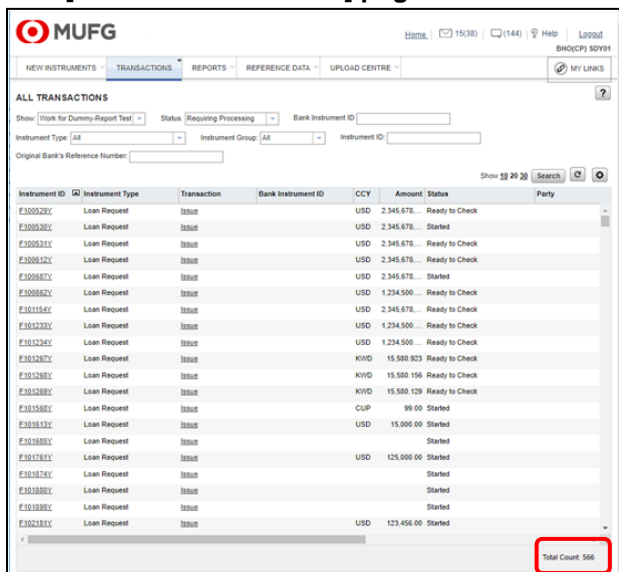 MUFG
Home 15(38) (144) Help Logout
BHO(CP) SDY01
NEW INSTRUMENTS TRANSACTIONS REPORTS REFERENCE DATA UPLOAD CENTRE MY LINKS
ALL TRANSACTIONS ?
Show: Work for Dummy-Report Test Status: Requiring Processing Bank Instrument ID
Instrument Type: All Instrument Group: All Instrument ID:
Original Bank's Reference Number:
Show 10 20 30 Search
Instrument ID Instrument Type Transaction Bank Instrument ID CCY Amount Status Party
F100529Y Loan Request Issue USD 2,345,678,... Ready to Check
F100530Y Loan Request Issue USD 2,345,678,... Started
F100531Y Loan Request Issue USD 2,345,678,... Ready to Check
F100612Y Loan Request Issue USD 2,345,678,... Ready to Check
F100687Y Loan Request Issue USD 2,345,678,... Started
F100862Y Loan Request Issue USD 1,234,500.... Ready to Check
F101154Y Loan Request Issue USD 2,345,678,... Ready to Check
F101233Y Loan Request Issue USD 1,234,500.... Ready to Check
F101234Y Loan Request Issue USD 1,234,500.... Ready to Check
F101267Y Loan Request Issue KWD 15,580.923 Ready to Check
F101268Y Loan Request Issue KWD 15,580.156 Ready to Check
F101269Y Loan Request Issue KWD 15,580.129 Ready to Check
F101568Y Loan Request Issue CUP 99.00 Started
F101613Y Loan Request Issue USD 15,000.00 Started
F101685Y Loan Request Issue Started
F101761Y Loan Request Issue USD 125,000.00 Started
F101874Y Loan Request Issue Started
F101880Y Loan Request Issue Started
F101898Y Loan Request Issue Started
F102181Y Loan Request Issue USD 123,456.00 Started
Total Count: 566